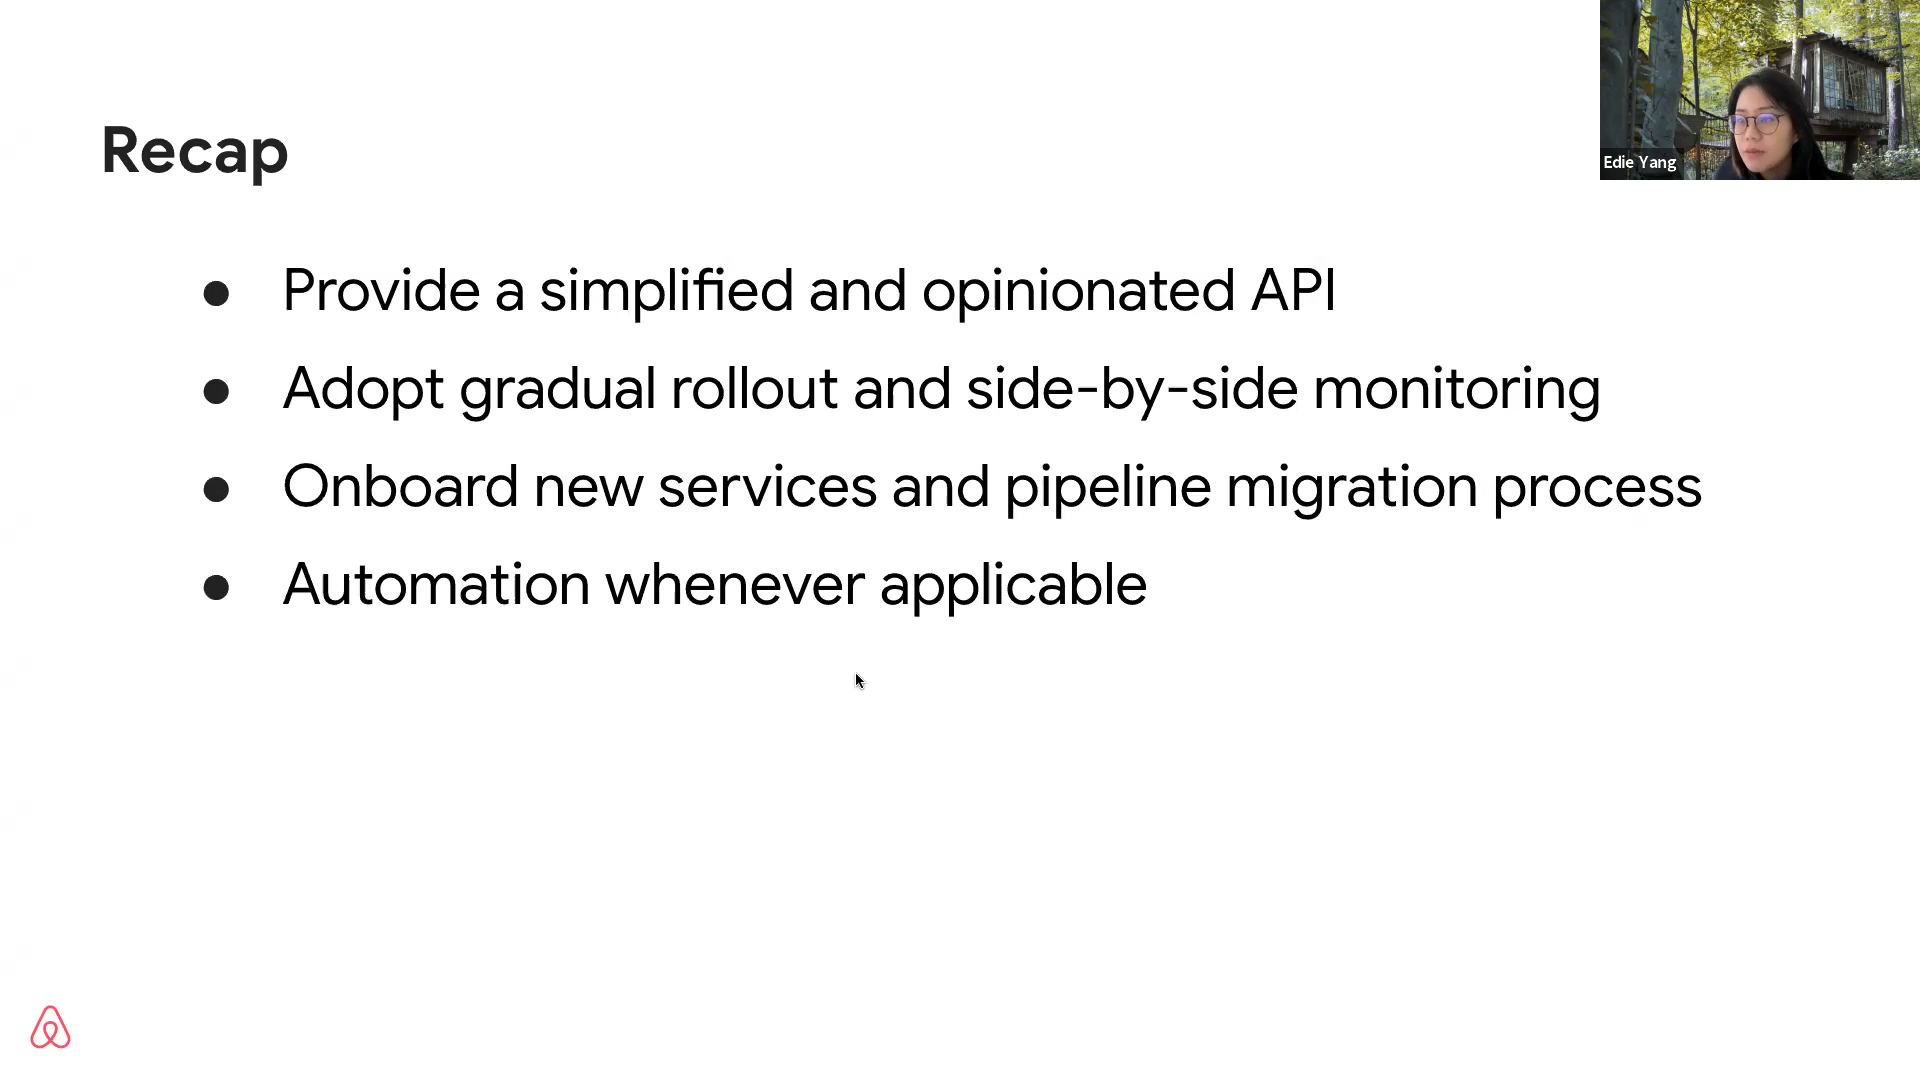 Recap
Edie Yang
● Provide a simplified and opinionated API
● Adopt gradual rollout and side-by-side monitoring
● Onboard new services and pipeline migration process
● Automation whenever applicable